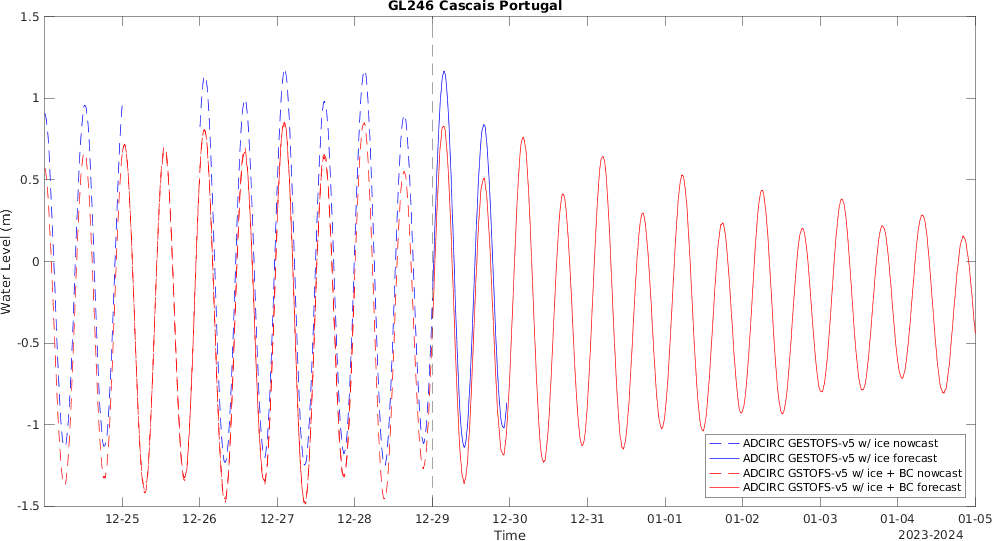 GL246 Cascais Portugal
1.5
1
0.5
0
-0.5
-1
-1.5
Water Level (m)
ADCIRC GESTOFS-v5 w/ ice nowcast
ADCIRC GESTOFS-v5 w/ ice forecast
ADCIRC GSTOFS-v5 w/ ice + BC nowcast
ADCIRC GSTOFS-v5 w/ ice + BC forecast
12-25 12-26 12-27 12-28 12-29 12-30 12-31 01-01 01-02 01-03 01-04 01-05
Time
2023-2024